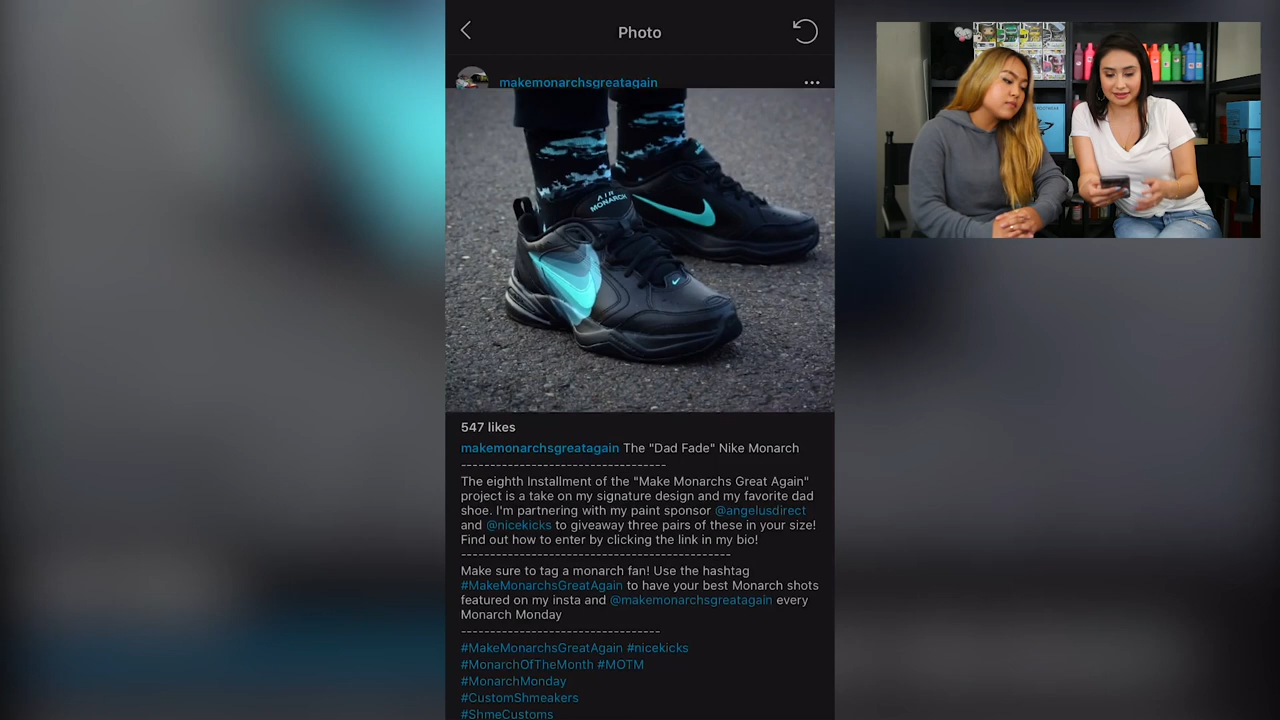 Photo
makemonarchsgreatagain
AIR
MONARCH
547 likes
makemonarchsgreatagain The "Dad Fade" Nike Monarch
-----------------------------------
The eighth Installment of the "Make Monarchs Great Again"
project is a take on my signature design and my favorite dad
shoe. I'm partnering with my paint sponsor @angelusdirect
and @nicekicks to giveaway three pairs of these in your size!
Find out how to enter by clicking the link in my bio!
----------------------------------------------
Make sure to tag a monarch fan! Use the hashtag
#MakeMonarchsGreatAgain to have your best Monarch shots
featured on my insta and @makemonarchsgreatagain every
Monarch Monday
----------------------------------
#MakeMonarchsGreatAgain #nicekicks
#MonarchOfTheMonth #MOTM
#MonarchMonday
#CustomShmeakers
#ShmeCustoms